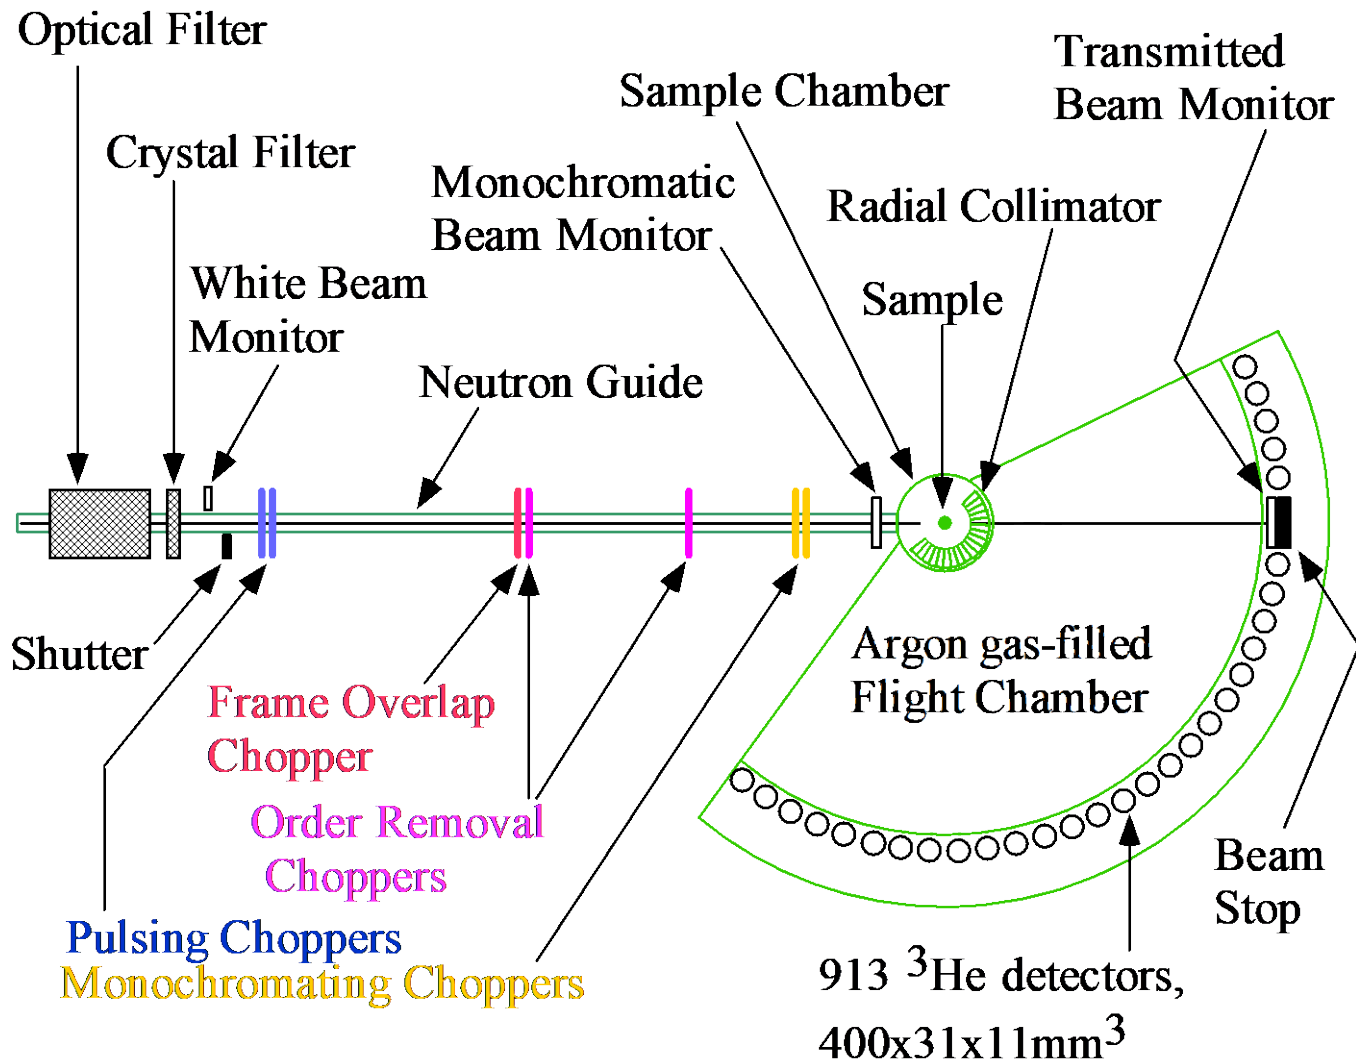 Optical Filter
Transmitted
Beam Monitor
Sample Chamber
Crystal Filter
Monochromatic
Beam Monitor
Radial Collimator
White Beam
Monitor
Sample
Neutron Guide
Shutter
Argon gas-filled
Flight Chamber
Frame Overlap
Chopper
Order Removal
Choppers
Beam
Stop
Pulsing Choppers
Monochromating Choppers
913 ³He detectors,
400x31x11mm³